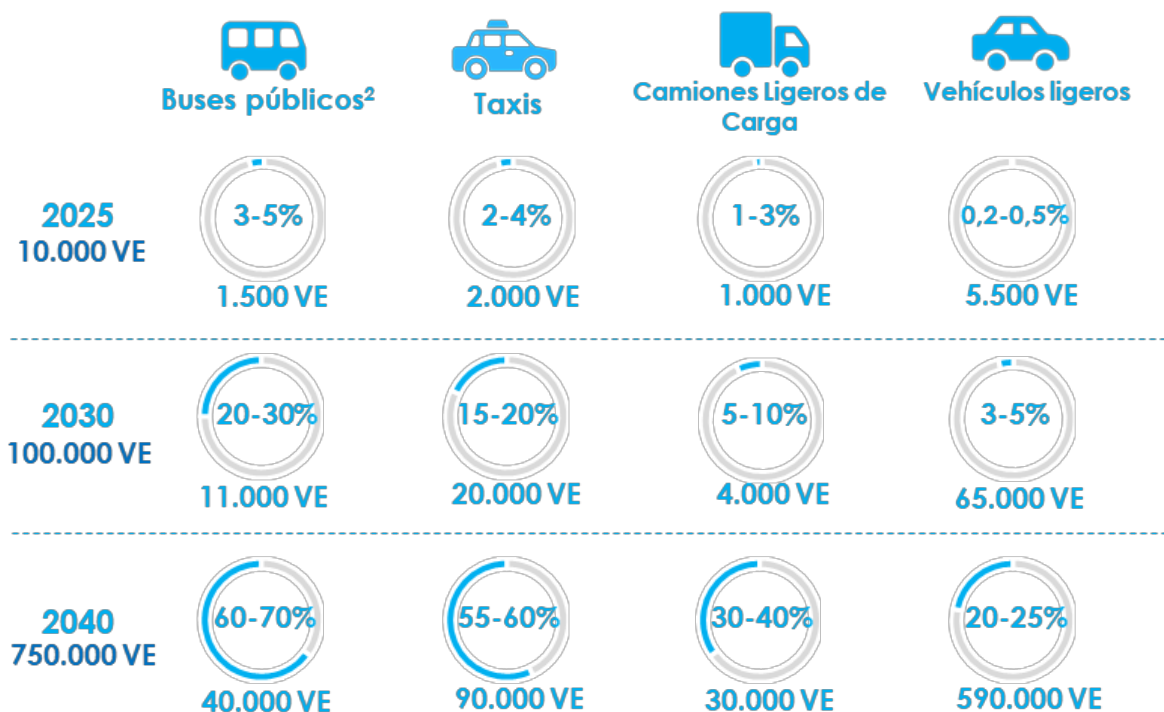 Buses públicos²
Taxis
Camiones Ligeros de
Carga
Vehículos ligeros
2025
10.000 VE
3-5%
1.500 VE
2-4%
2.000 VE
1-3%
1.000 VE
0,2-0,5%
5.500 VE
2030
100.000 VE
20-30%
11.000 VE
15-20%
20.000 VE
5-10%
4.000 VE
3-5%
65.000 VE
2040
750.000 VE
60-70%
40.000 VE
55-60%
90.000 VE
30-40%
30.000 VE
20-25%
590.000 VE